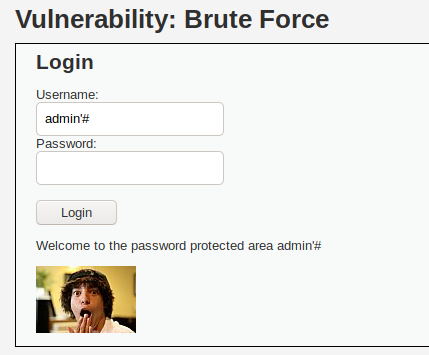 Vulnerability: Brute Force
Login
Username:
admin'#
Password:
Login
Welcome to the password protected area admin'#